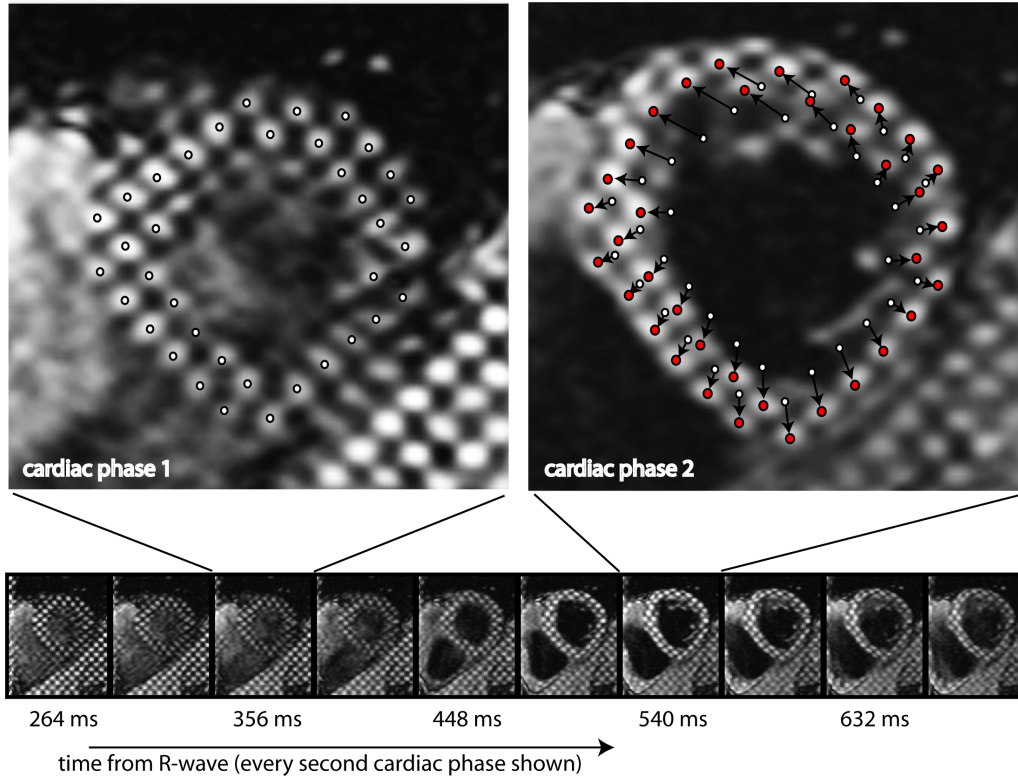 cardiac phase 1
cardiac phase 2
264 ms
356 ms
448 ms
540 ms
632 ms
time from R-wave (every second cardiac phase shown)